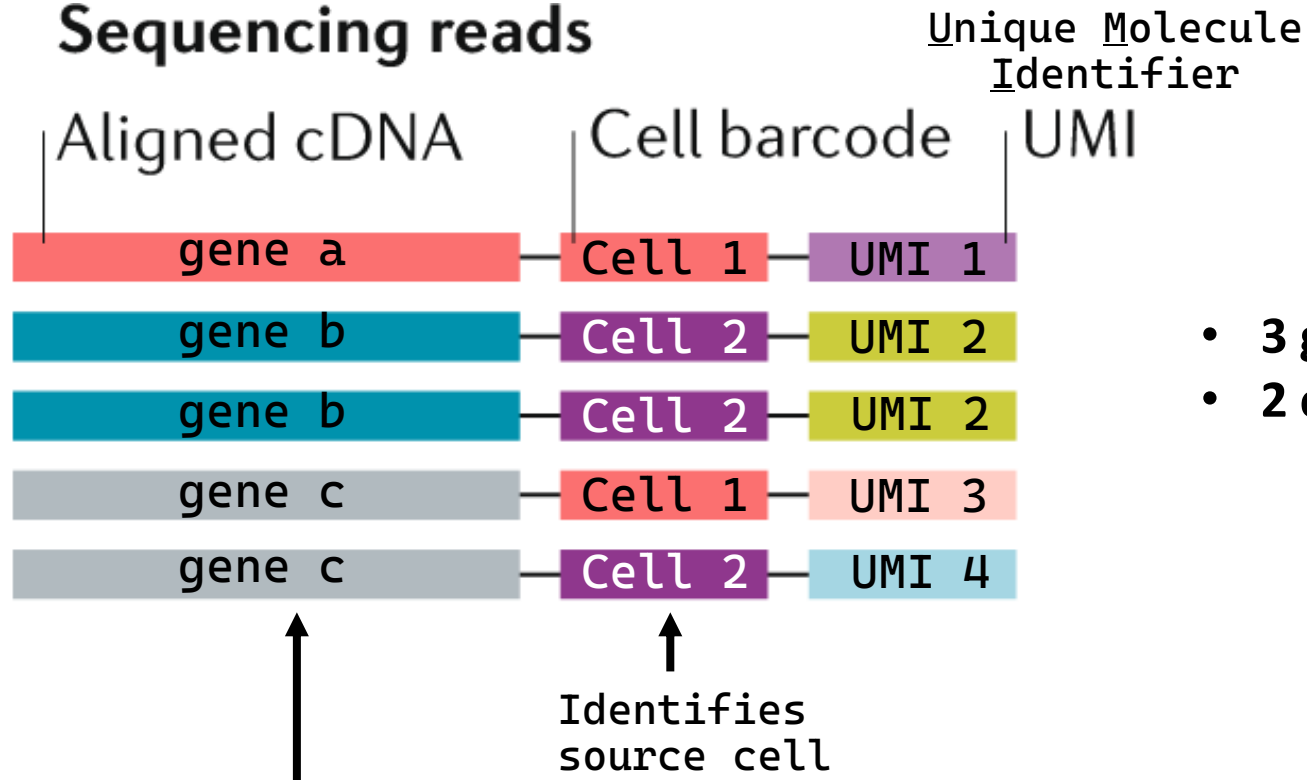 Sequencing reads
Unique Molecule
Identifier
Aligned cDNA
Cell barcode
UMI
gene a Cell 1 UMI 1
gene b Cell 2 UMI 2
gene b Cell 2 UMI 2
gene c Cell 1 UMI 3
gene c Cell 2 UMI 4
• 3
• 2
Identifies
source cell